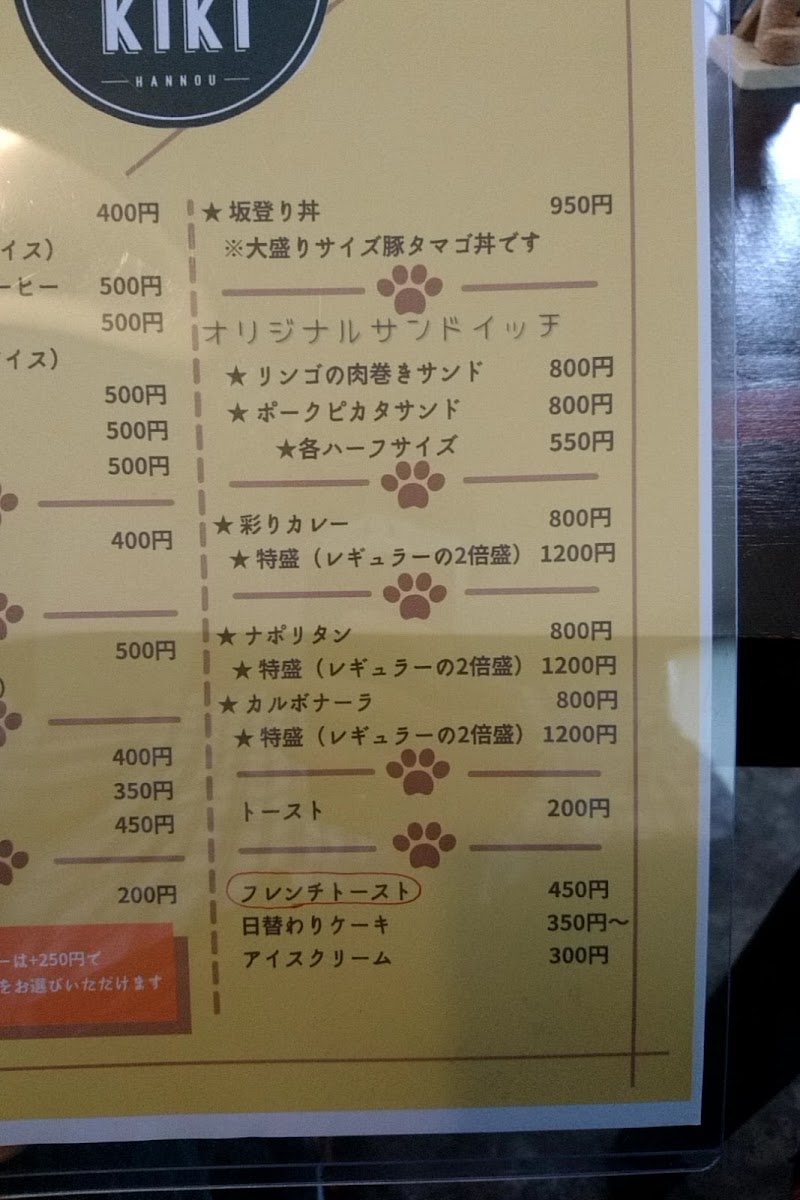 KIKI
HANNOU
400円
イス）
ーヒー 500円
500円
イス）
500円
500円
500円
400円
500円
）
400円
350円
450円
200円
ーは+250円で
をお選びいただけます
★ 坂登り丼 950円
※大盛りサイズ豚タマゴ丼です
オリジナルサンドイッチ
★ リンゴの肉巻きサンド 800円
★ ポークピカタサンド 800円
★各ハーフサイズ 550円
★ 彩りカレー 800円
★ 特盛（レギュラーの2倍盛） 1200円
★ ナポリタン 800円
★ 特盛（レギュラーの2倍盛） 1200円
★ カルボナーラ 800円
★ 特盛（レギュラーの2倍盛） 1200円
トースト 200円
フレンチトースト 450円
日替わりケーキ 350円～
アイスクリーム 300円